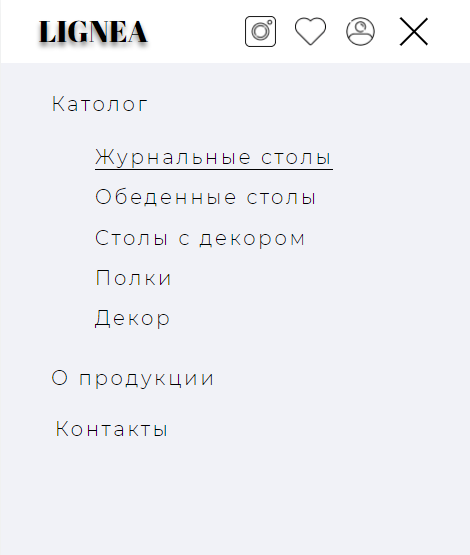 LIGNEA
Католог
Журнальные столы
Обеденные столы
Столы с декором
Полки
Декор
О продукции
Контакты